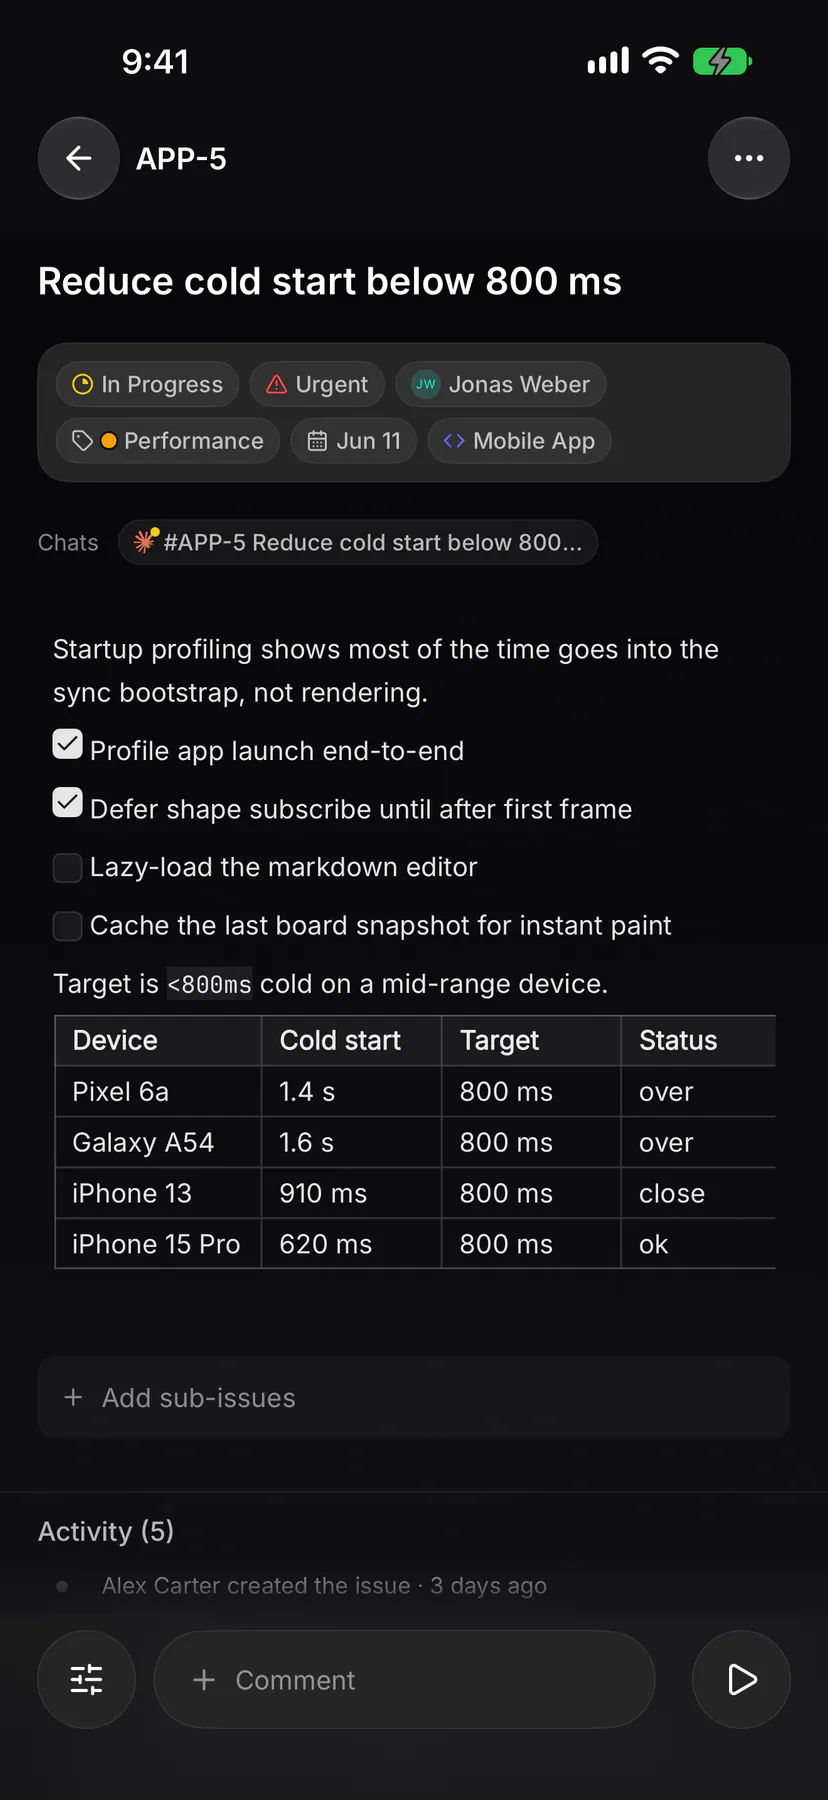 9:41
APP-5
Reduce cold start below 800 ms
In Progress Urgent JW Jonas Weber
Performance Jun 11 Mobile App
Chats #APP-5 Reduce cold start below 800...
Startup profiling shows most of the time goes into the
sync bootstrap, not rendering.
Profile app launch end-to-end
Defer shape subscribe until after first frame
Lazy-load the markdown editor
Cache the last board snapshot for instant paint
Target is <800ms cold on a mid-range device.
Device Cold start Target Status
Pixel 6a 1.4 s 800 ms over
Galaxy A54 1.6 s 800 ms over
iPhone 13 910 ms 800 ms close
iPhone 15 Pro 620 ms 800 ms ok
+ Add sub-issues
Activity (5)
Alex Carter created the issue · 3 days ago
+ Comment